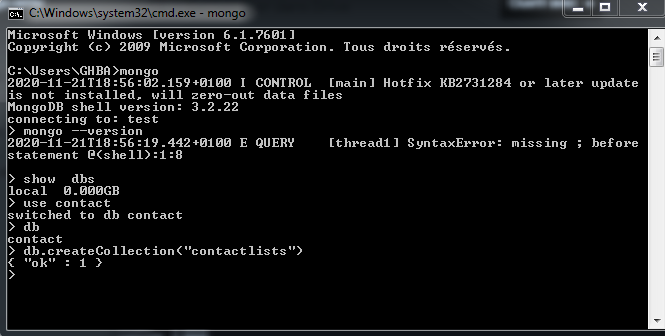 C:\Windows\system32\cmd.exe - mongo
Microsoft Windows [version 6.1.7601]
Copyright (c) 2009 Microsoft Corporation. Tous droits réservés.
C:\Users\GHBA>mongo
2020-11-21T18:56:02.159+0100 I CONTROL  [main] Hotfix KB2731284 or later update
is not installed, will zero-out data files
MongoDB shell version: 3.2.22
connecting to: test
> mongo --version
2020-11-21T18:56:19.442+0100 E QUERY    [thread1] SyntaxError: missing ; before
statement @(shell):1:8
> show  dbs
local  0.000GB
> use contact
switched to db contact
> db
contact
> db.createCollection("contactlists")
{ "ok" : 1 }
>